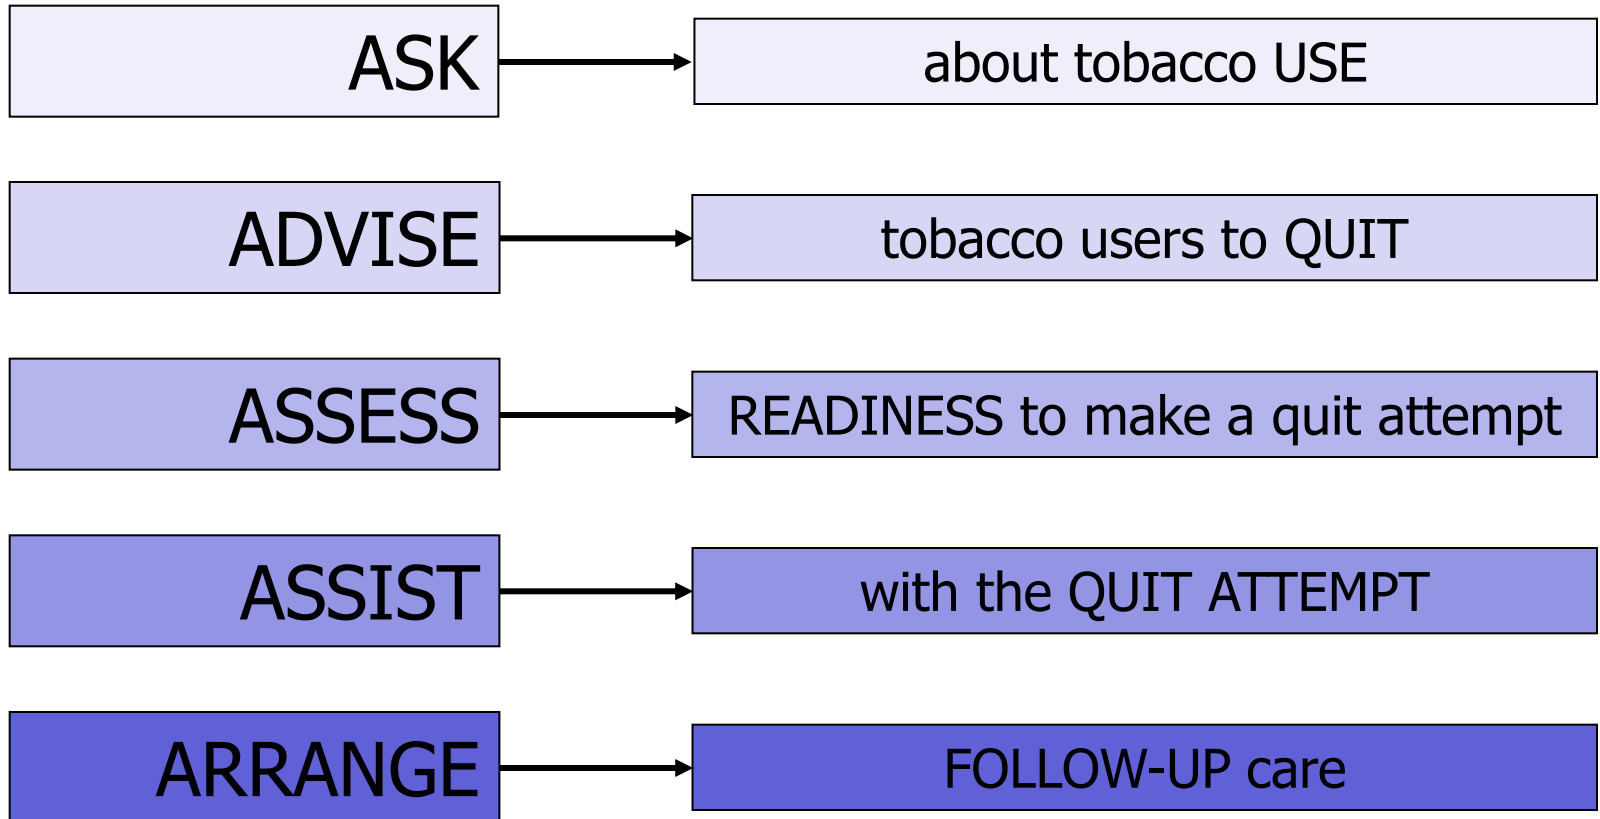 ASK
about tobacco USE
ADVISE
tobacco users to QUIT
ASSESS
READINESS to make a quit attempt
ASSIST
with the QUIT ATTEMPT
ARRANGE
FOLLOW-UP care